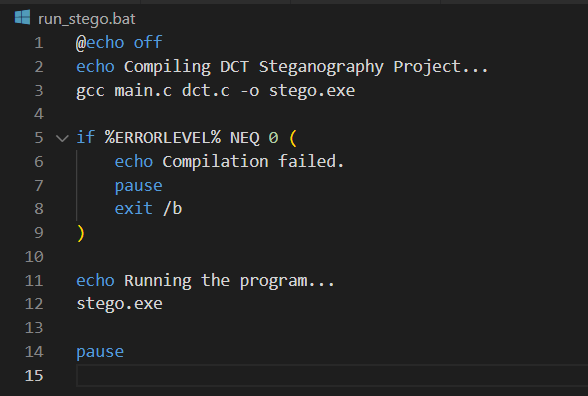 run_stego.bat
1 @echo off
2 echo Compiling DCT Steganography Project...
3 gcc main.c dct.c -o stego.exe
4
5 if %ERRORLEVEL% NEQ 0 (
6     echo Compilation failed.
7     pause
8     exit /b
9 )
10
11 echo Running the program...
12 stego.exe
13
14 pause
15